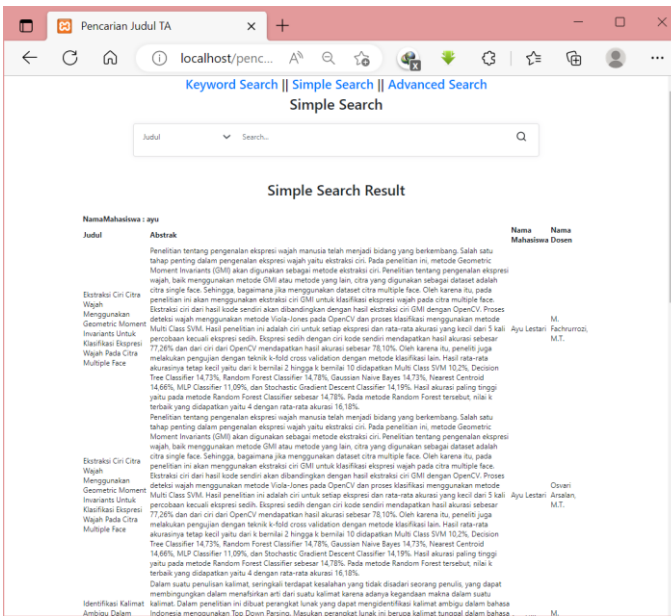 Pencarian Judul TA
localhost/penc...
Keyword Search || Simple Search || Advanced Search
Simple Search
Judul
Search...
Simple Search Result
NamaMahasiswa : ayu
Judul
Abstrak
Nama Mahasiswa
Nama Dosen
Ekstraksi Ciri Citra
Wajah
Menggunakan
Geometric Moment
Invariants Untuk
Klasifikasi Ekspresi
Wajah Pada Citra
Multiple Face
Penelitian tentang pengenalan ekspresi wajah manusia telah menjadi bidang yang berkembang. Salah satu
tahap penting dalam pengenalan ekspresi wajah yaitu ekstraksi ciri. Pada penelitian ini, metode Geometric
Moment Invariants (GMI) akan digunakan sebagai metode ekstraksi ciri. Penelitian tentang pengenalan ekspresi
wajah, baik menggunakan metode GMI atau metode yang lain, citra yang digunakan sebagai dataset adalah
citra single face. Sehingga, bagaimana jika menggunakan dataset citra multiple face. Oleh karena itu, pada
penelitian ini akan menggunakan ekstraksi ciri GMI untuk klasifikasi ekspresi wajah pada citra multiple face.
Ekstraksi ciri dari hasil kode sendiri akan dibandingkan dengan hasil ekstraksi ciri GMI dengan OpenCV. Proses
deteksi wajah menggunakan metode Viola-Jones pada OpenCV dan proses klasifikasi menggunakan metode
Multi Class SVM. Hasil penelitian ini adalah ciri untuk setiap ekspresi dan rata-rata akurasi yang kecil dari 5 kali
percobaan kecuali ekspresi sedih. Ekspresi sedih dengan ciri kode sendiri mendapatkan hasil akurasi sebesar
77,26% dan dari ciri dari OpenCV mendapatkan hasil akurasi sebesar 78,10%. Oleh karena itu, peneliti juga
melakukan pengujian dengan teknik k-fold cross validation dengan metode klasifikasi lain. Hasil rata-rata
akurasinya tetap kecil yaitu dari k bernilai 2 hingga k bernilai 10 didapatkan Multi Class SVM 10,2%, Decision
Tree Classifier 14,73%, Random Forest Classifier 14,78%, Gaussian Naive Bayes 14,73%, Nearest Centroid
14,66%, MLP Classifier 11,09%, dan Stochastic Gradient Descent Classifier 14,19%. Hasil akurasi paling tinggi
yaitu pada metode Random Forest Classifier sebesar 14,78%. Pada metode Random Forest tersebut, nilai k
terbaik yang didapatkan yaitu 4 dengan rata-rata akurasi 16,18%.
Ayu Lestari
M.
Fachrurrozi,
M.T.
Ekstraksi Ciri Citra
Wajah
Menggunakan
Geometric Moment
Invariants Untuk
Klasifikasi Ekspresi
Wajah Pada Citra
Multiple Face
Penelitian tentang pengenalan ekspresi wajah manusia telah menjadi bidang yang berkembang. Salah satu
tahap penting dalam pengenalan ekspresi wajah yaitu ekstraksi ciri. Pada penelitian ini, metode Geometric
Moment Invariants (GMI) akan digunakan sebagai metode ekstraksi ciri. Penelitian tentang pengenalan ekspresi
wajah, baik menggunakan metode GMI atau metode yang lain, citra yang digunakan sebagai dataset adalah
citra single face. Sehingga, bagaimana jika menggunakan dataset citra multiple face. Oleh karena itu, pada
penelitian ini akan menggunakan ekstraksi ciri GMI untuk klasifikasi ekspresi wajah pada citra multiple face.
Ekstraksi ciri dari hasil kode sendiri akan dibandingkan dengan hasil ekstraksi ciri GMI dengan OpenCV. Proses
deteksi wajah menggunakan metode Viola-Jones pada OpenCV dan proses klasifikasi menggunakan metode
Multi Class SVM. Hasil penelitian ini adalah ciri untuk setiap ekspresi dan rata-rata akurasi yang kecil dari 5 kali
percobaan kecuali ekspresi sedih. Ekspresi sedih dengan ciri kode sendiri mendapatkan hasil akurasi sebesar
77,26% dan dari ciri dari OpenCV mendapatkan hasil akurasi sebesar 78,10%. Oleh karena itu, peneliti juga
melakukan pengujian dengan teknik k-fold cross validation dengan metode klasifikasi lain. Hasil rata-rata
akurasinya tetap kecil yaitu dari k bernilai 2 hingga k bernilai 10 didapatkan Multi Class SVM 10,2%, Decision
Tree Classifier 14,73%, Random Forest Classifier 14,78%, Gaussian Naive Bayes 14,73%, Nearest Centroid
14,66%, MLP Classifier 11,09%, dan Stochastic Gradient Descent Classifier 14,19%. Hasil akurasi paling tinggi
yaitu pada metode Random Forest Classifier sebesar 14,78%. Pada metode Random Forest tersebut, nilai k
terbaik yang didapatkan yaitu 4 dengan rata-rata akurasi 16,18%.
Ayu Lestari
Osvari
Arsalan,
M.T.
Identifikasi Kalimat
Ambigu Dalam
Dalam suatu penulisan kalimat, seringkali terdapat kesalahan yang tidak disadari seorang penulis, yang dapat
membingungkan dalam menafsirkan arti dari suatu kalimat karena adanya kegandaan makna dalam suatu
kalimat. Dalam penelitian ini dibuat perangkat lunak yang dapat mengidentifikasi kalimat ambigu dalam bahasa
Indonesia menggunakan Top Down Parsing. Masukan perangkat lunak ini berupa kalimat tunggal dalam bahasa
M.